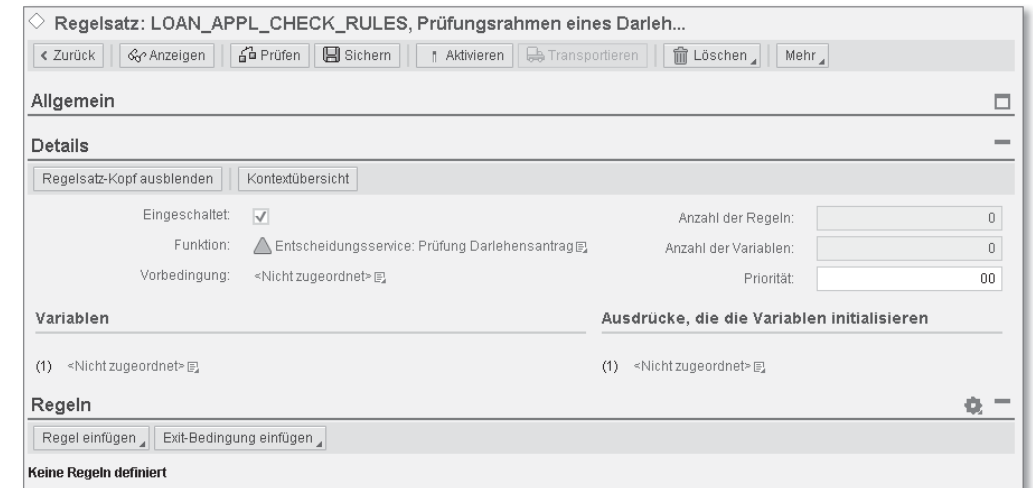 Regelsatz: LOAN_APPL_CHECK_RULES, Prüfungsrahmen eines Darleh...
Zurück Anzeigen Prüfen Sichern Aktivieren Transportieren Löschen Mehr
Allgemein
Details
Regelsatz-Kopf ausblenden Kontextübersicht
Eingeschaltet: Anzahl der Regeln: 0
Funktion: Entscheidungsservice: Prüfung Darlehensantrag Anzahl der Variablen: 0
Vorbedingung: <Nicht zugeordnet> Priorität: 00
Variablen Ausdrücke, die die Variablen initialisieren
(1) <Nicht zugeordnet> (1) <Nicht zugeordnet>
Regeln
Regel einfügen Exit-Bedingung einfügen
Keine Regeln definiert